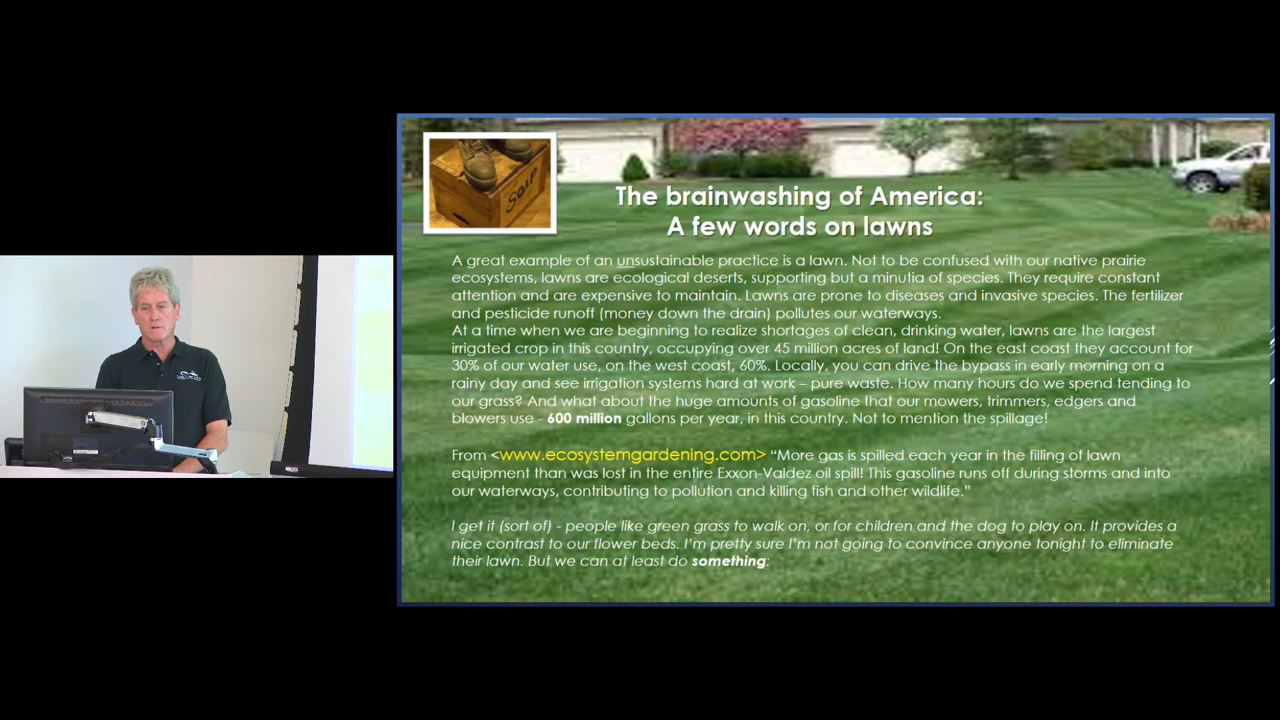 SOAP
The brainwashing of America:
A few words on lawns
A great example of an unsustainable practice is a lawn. Not to be confused with our native prairie
ecosystems, lawns are ecological deserts, supporting but a minutia of species. They require constant
attention and are expensive to maintain. Lawns are prone to diseases and invasive species. The fertilizer
and pesticide runoff (money down the drain) pollutes our waterways.
At a time when we are beginning to realize shortages of clean, drinking water, lawns are the largest
irrigated crop in this country, occupying over 45 million acres of land! On the east coast they account for
30% of our water use, on the west coast, 60%. Locally, you can drive the bypass in early morning on a
rainy day and see irrigation systems hard at work – pure waste. How many hours do we spend tending to
our grass? And what about the huge amounts of gasoline that our mowers, trimmers, edgers and
blowers use - 600 million gallons per year, in this country. Not to mention the spillage!
From <www.ecosystemgardening.com> “More gas is spilled each year in the filling of lawn
equipment than was lost in the entire Exxon-Valdez oil spill! This gasoline runs off during storms and into
our waterways, contributing to pollution and killing fish and other wildlife.”
I get it (sort of) - people like green grass to walk on, or for children and the dog to play on. It provides a
nice contrast to our flower beds. I’m pretty sure I’m not going to convince anyone tonight to eliminate
their lawn. But we can at least do something: